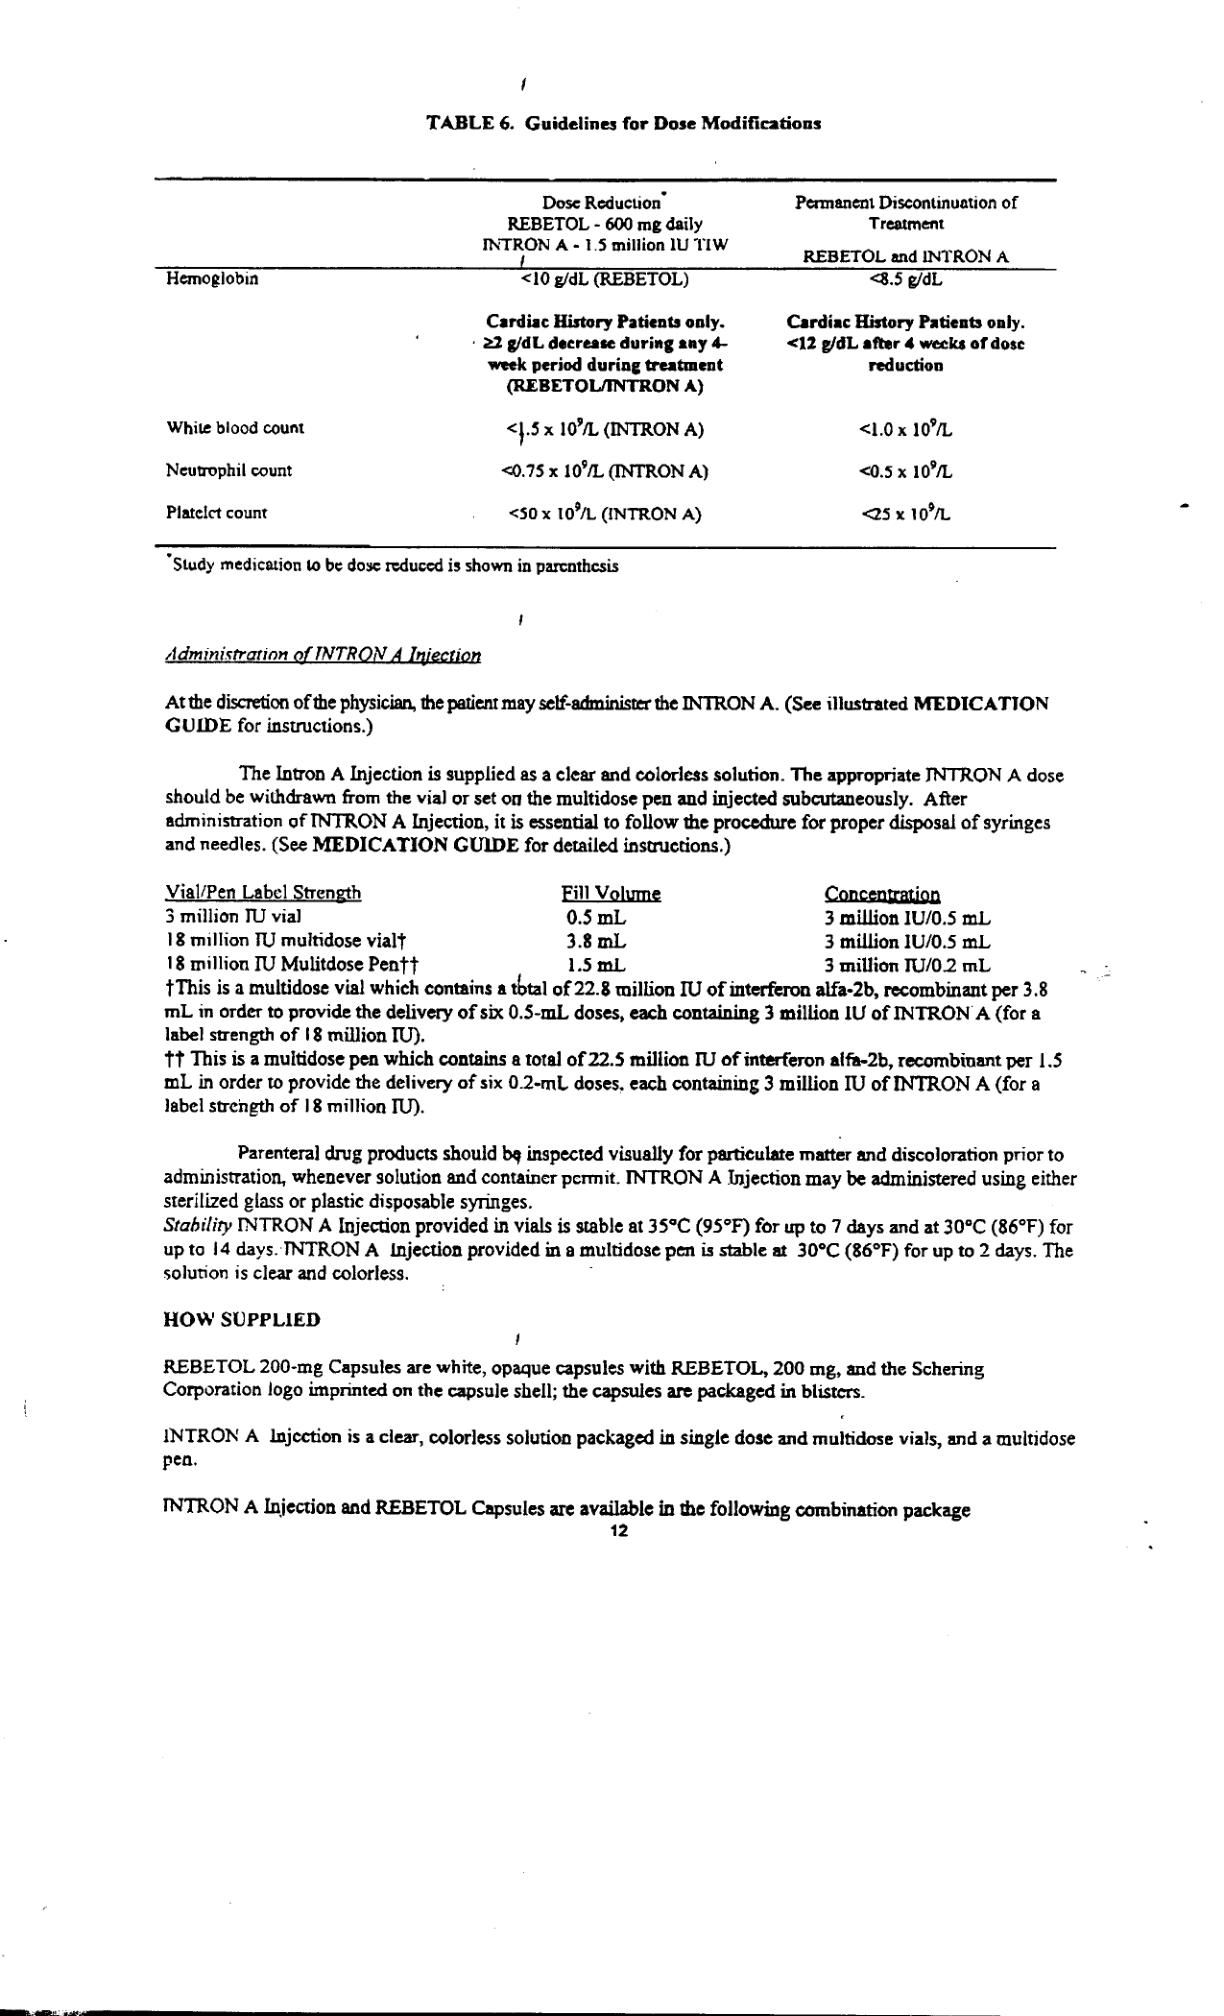 TABLE 6. Guidelines for Dose Modifications
Dose Reduction*
REBETOL - 600 mg daily
INTRON A - 1.5 million IU TIW
Permanent Discontinuation of
Treatment
REBETOL and INTRON A
Hemoglobin
<10 g/dL (REBETOL)
<8.5 g/dL
Cardiac History Patients only.
≥2 g/dL decrease during any 4-
week period during treatment
(REBETOL/INTRON A)
Cardiac History Patients only.
<12 g/dL after 4 weeks of dose
reduction
White blood count
<1.5 x 10⁹/L (INTRON A)
<1.0 x 10⁹/L
Neutrophil count
<0.75 x 10⁹/L (INTRON A)
<0.5 x 10⁹/L
Platelet count
<50 x 10⁹/L (INTRON A)
<25 x 10⁹/L
*Study medication to be dose reduced is shown in parenthesis
Administration of INTRON A Injection
At the discretion of the physician, the patient may self-administer the INTRON A. (See illustrated MEDICATION
GUIDE for instructions.)
The Intron A Injection is supplied as a clear and colorless solution. The appropriate INTRON A dose
should be withdrawn from the vial or set on the multidose pen and injected subcutaneously. After
administration of INTRON A Injection, it is essential to follow the procedure for proper disposal of syringes
and needles. (See MEDICATION GUIDE for detailed instructions.)
Vial/Pen Label Strength Fill Volume Concentration
3 million IU vial 0.5 mL 3 million IU/0.5 mL
18 million IU multidose vial† 3.8 mL 3 million IU/0.5 mL
18 million IU Mulitdose Pen†† 1.5 mL 3 million IU/0.2 mL
†This is a multidose vial which contains a total of 22.8 million IU of interferon alfa-2b, recombinant per 3.8
mL in order to provide the delivery of six 0.5-mL doses, each containing 3 million IU of INTRON A (for a
label strength of 18 million IU).
†† This is a multidose pen which contains a total of 22.5 million IU of interferon alfa-2b, recombinant per 1.5
mL in order to provide the delivery of six 0.2-mL doses, each containing 3 million IU of INTRON A (for a
label strength of 18 million IU).
Parenteral drug products should be inspected visually for particulate matter and discoloration prior to
administration, whenever solution and container permit. INTRON A Injection may be administered using either
sterilized glass or plastic disposable syringes.
Stability INTRON A Injection provided in vials is stable at 35°C (95°F) for up to 7 days and at 30°C (86°F) for
up to 14 days. INTRON A Injection provided in a multidose pen is stable at 30°C (86°F) for up to 2 days. The
solution is clear and colorless.
HOW SUPPLIED
REBETOL 200-mg Capsules are white, opaque capsules with REBETOL, 200 mg, and the Schering
Corporation logo imprinted on the capsule shell; the capsules are packaged in blisters.
INTRON A Injection is a clear, colorless solution packaged in single dose and multidose vials, and a multidose
pen.
INTRON A Injection and REBETOL Capsules are available in the following combination package
12